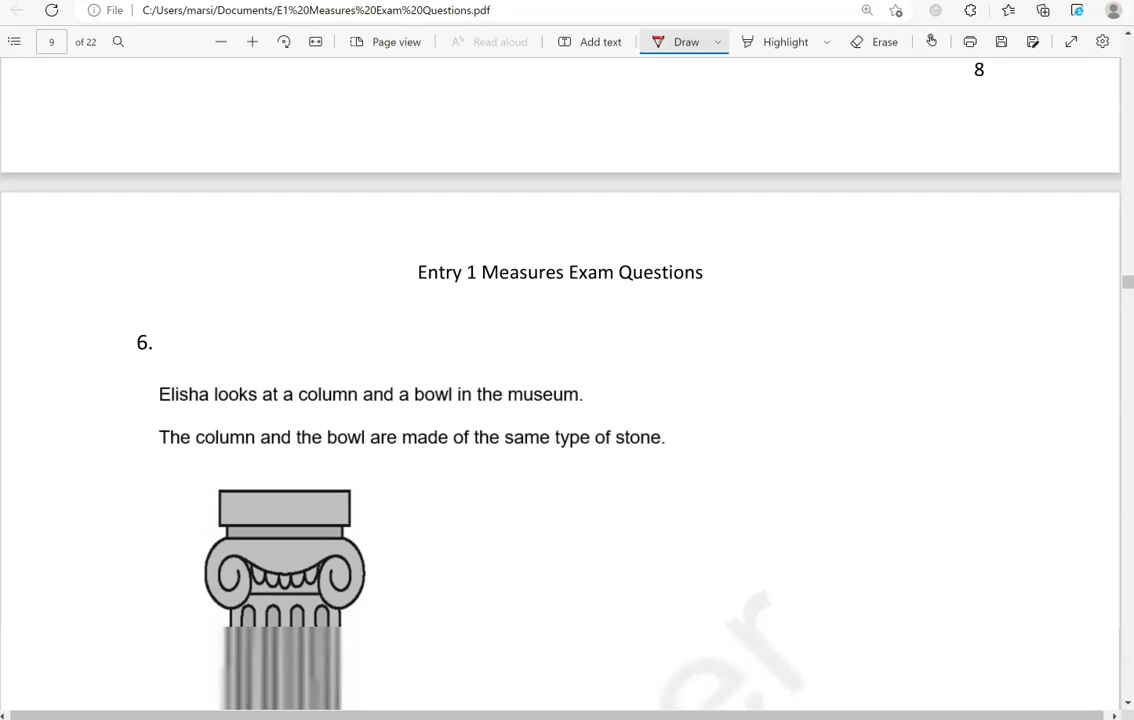 File
C:/Users/marsi/Documents/E1%20Measures%20Exam%20Questions.pdf
9 of 22
Page view
Read aloud
Add text
Draw
Highlight
Erase
8
Entry 1 Measures Exam Questions
6.
Elisha looks at a column and a bowl in the museum.
The column and the bowl are made of the same type of stone.
er